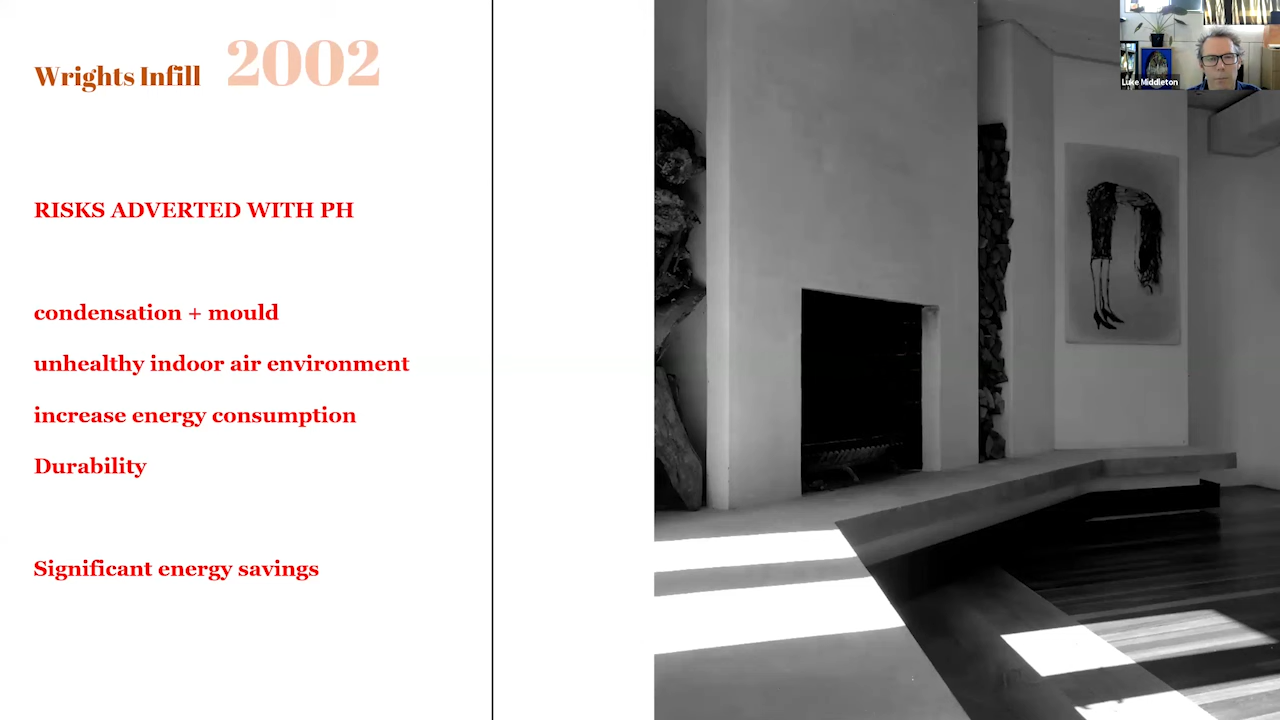 Wrights Infill 2002
RISKS ADVERTED WITH PH
condensation + mould
unhealthy indoor air environment
increase energy consumption
Durability
Significant energy savings
Luke Middleton